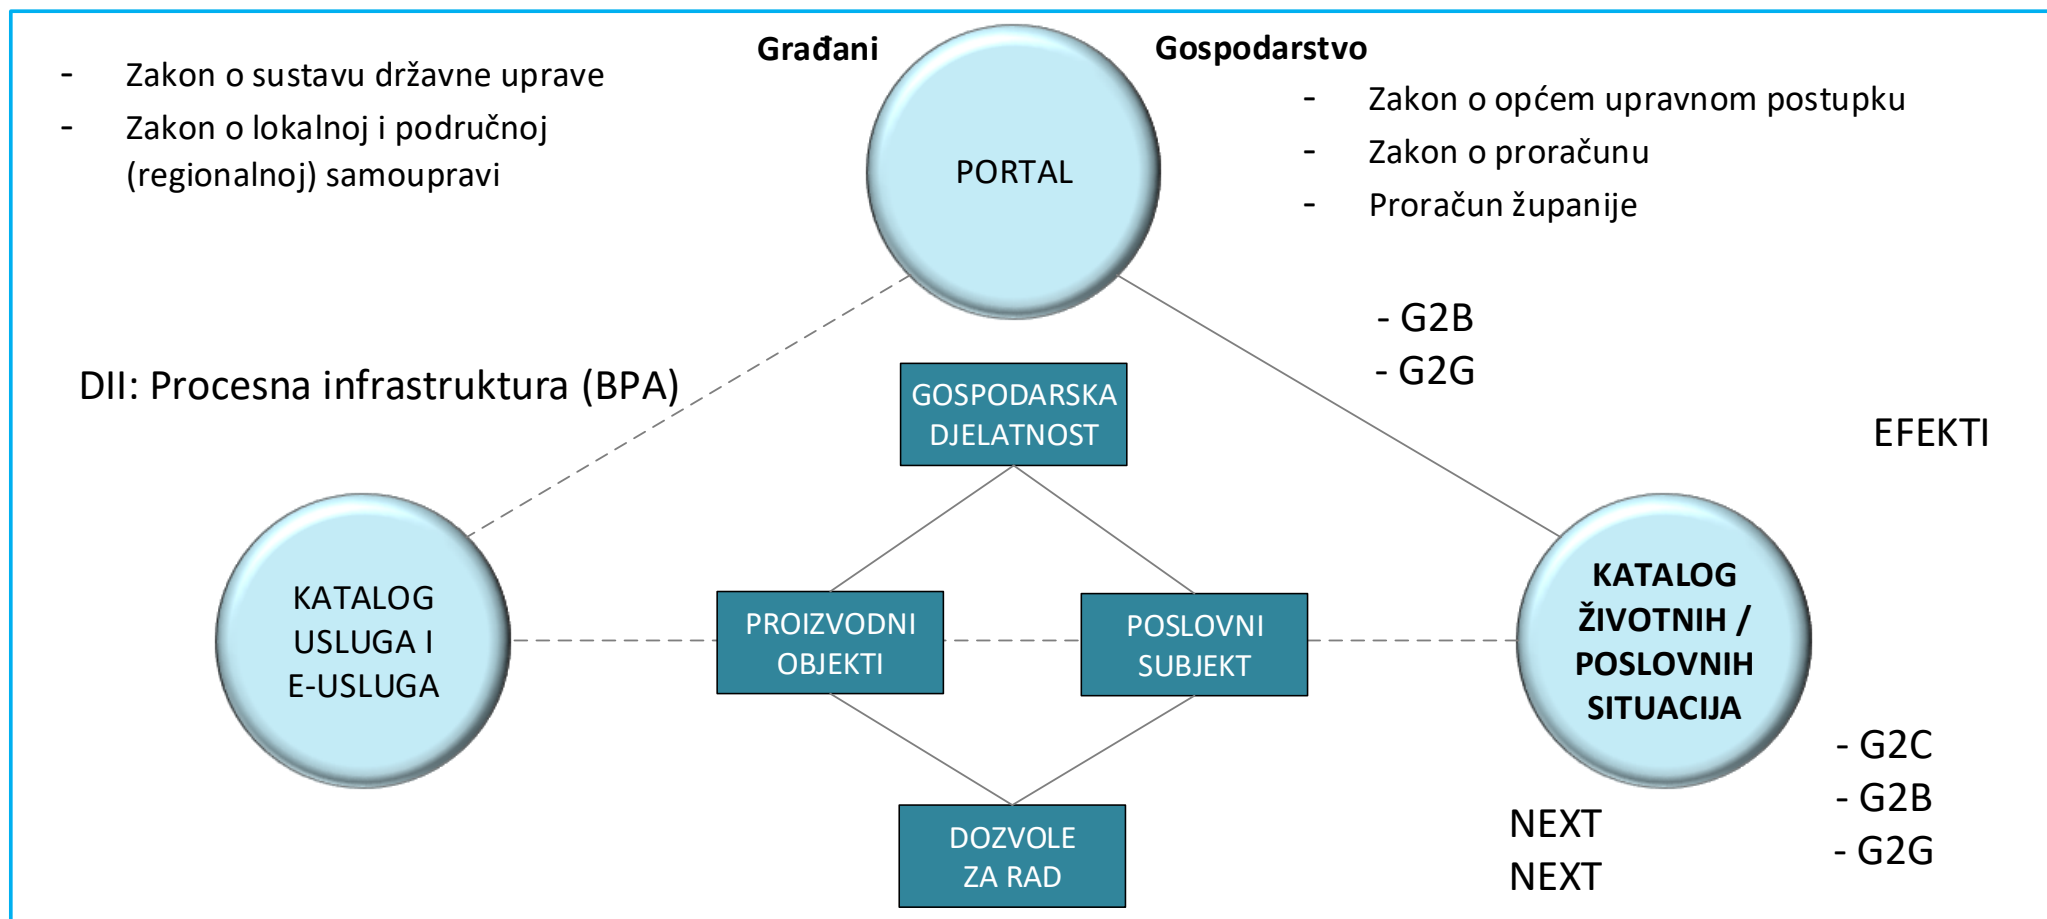 Građani
Gospodarstvo
- Zakon o sustavu državne uprave
- Zakon o lokalnoj i područnoj
(regionalnoj) samoupravi
PORTAL
- Zakon o općem upravnom postupku
- Zakon o proračunu
- Proračun županije
- G2B
- G2G
DII: Procesna infrastruktura (BPA)
GOSPODARSKA
DJELATNOST
EFEKTI
KATALOG
USLUGA I
E-USLUGA
PROIZVODNI
OBJEKTI
POSLOVNI
SUBJEKT
KATALOG
ŽIVOTNIH /
POSLOVNIH
SITUACIJA
- G2C
- G2B
- G2G
NEXT
NEXT
DOZVOLE
ZA RAD